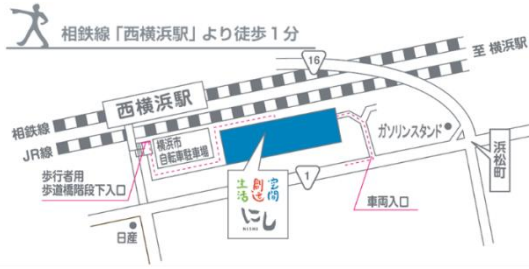 相鉄線「西横浜駅」より徒歩1分
16
至 横浜駅
西横浜駅
相鉄線
JR線
横浜市
自転車駐車場
ガソリンスタンド
浜松町
歩行者用
歩道橋階段下入口
1
車両入口
生活
創造
空間
にし
NISHI
日産